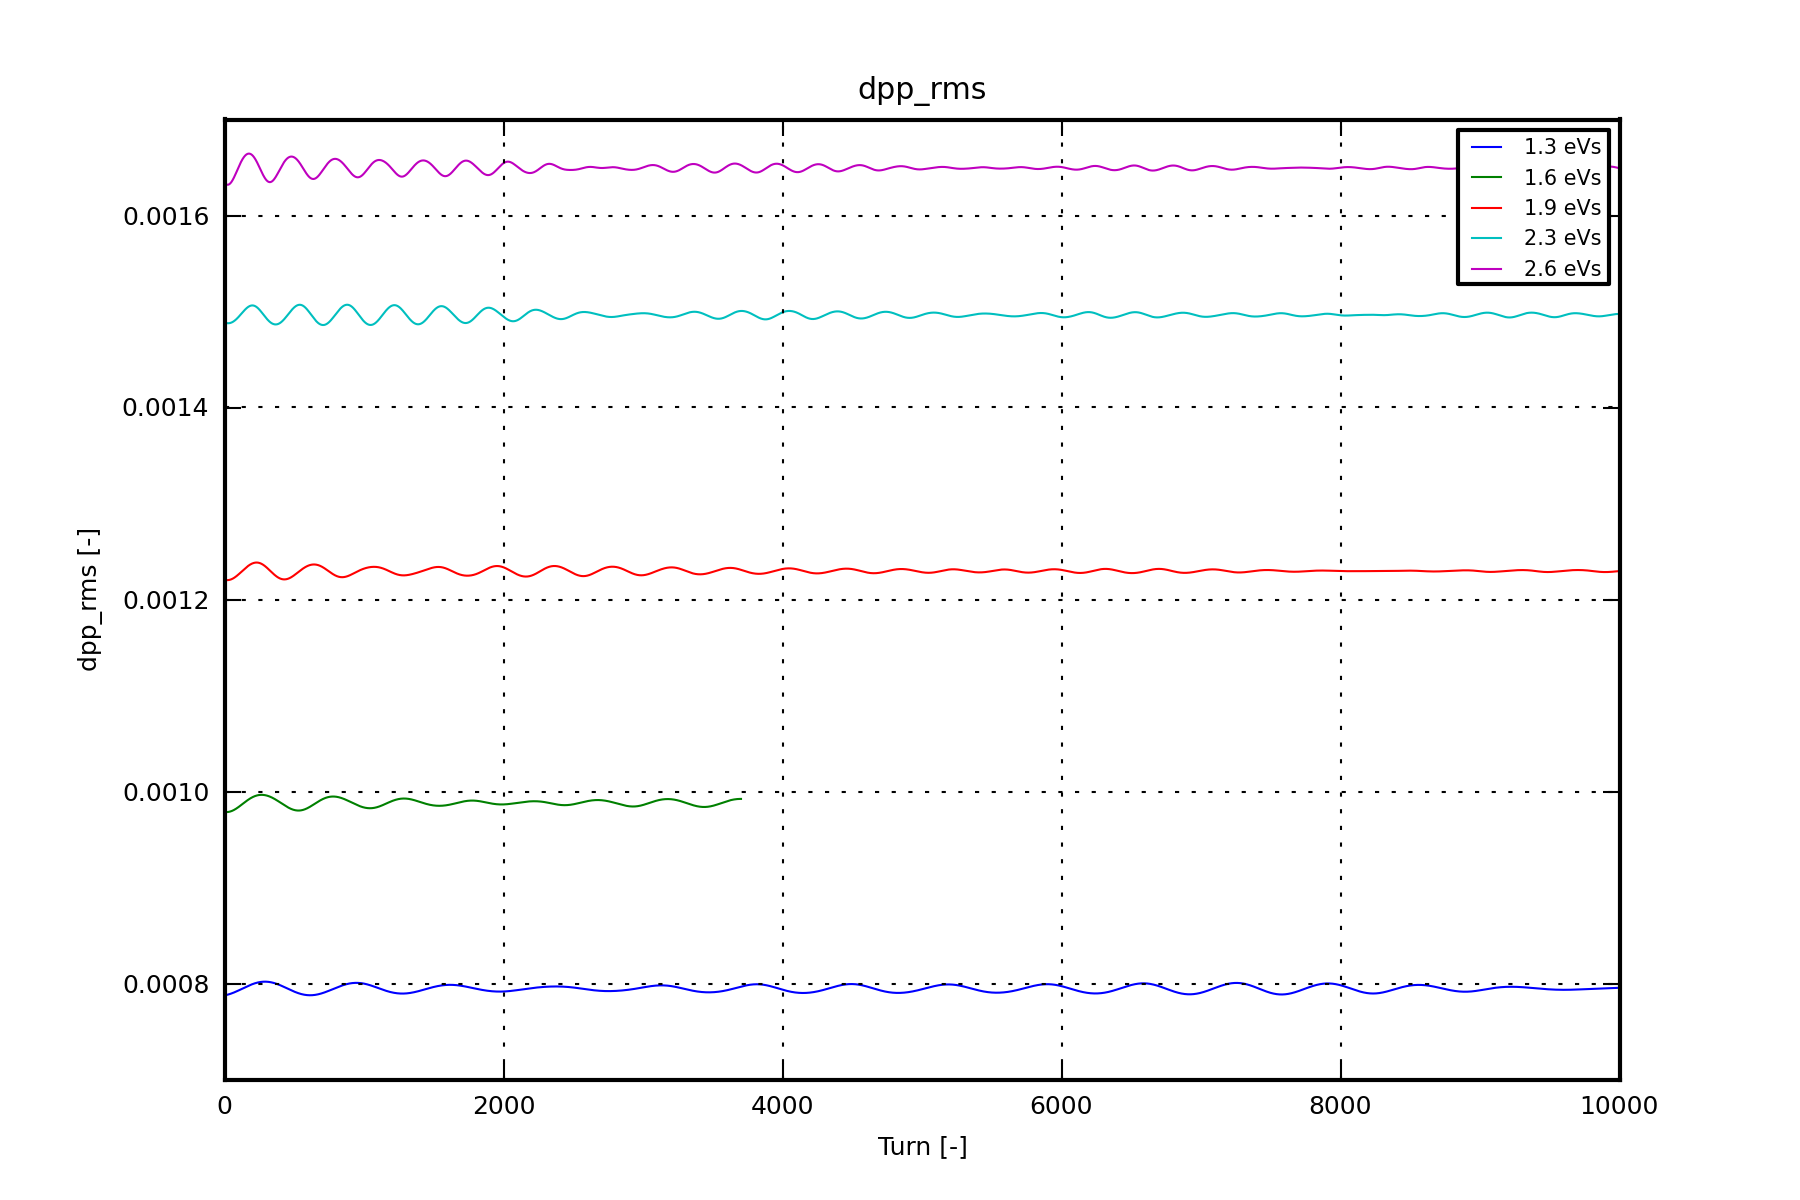 dpp_rms
1.3 eVs
1.6 eVs
1.9 eVs
2.3 eVs
2.6 eVs
0.0016
0.0014
0.0012
0.0010
0.0008
dpp_rms [-]
0 2000 4000 6000 8000 10000
Turn [-]